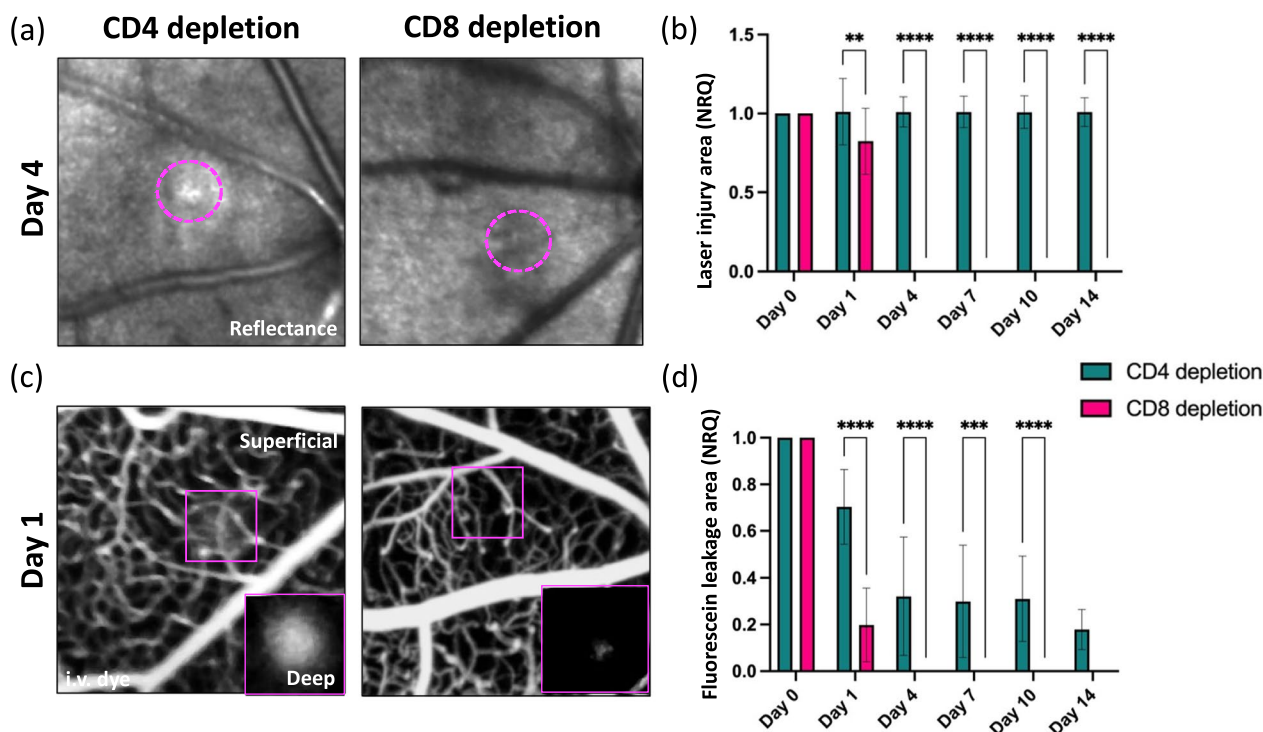 (a)
CD4 depletion
CD8 depletion
Day 4
Reflectance
(b)
Laser injury area (NRQ)
1.5
1.0
0.5
0.0
**
****
****
****
****
Day 0
Day 1
Day 4
Day 7
Day 10
Day 14
(c)
Day 1
Superficial
i.v. dye
Deep
(d)
CD4 depletion
CD8 depletion
Fluorescein leakage area (NRQ)
1.0
0.8
0.6
0.4
0.2
0.0
****
****
***
****
Day 0
Day 1
Day 4
Day 7
Day 10
Day 14